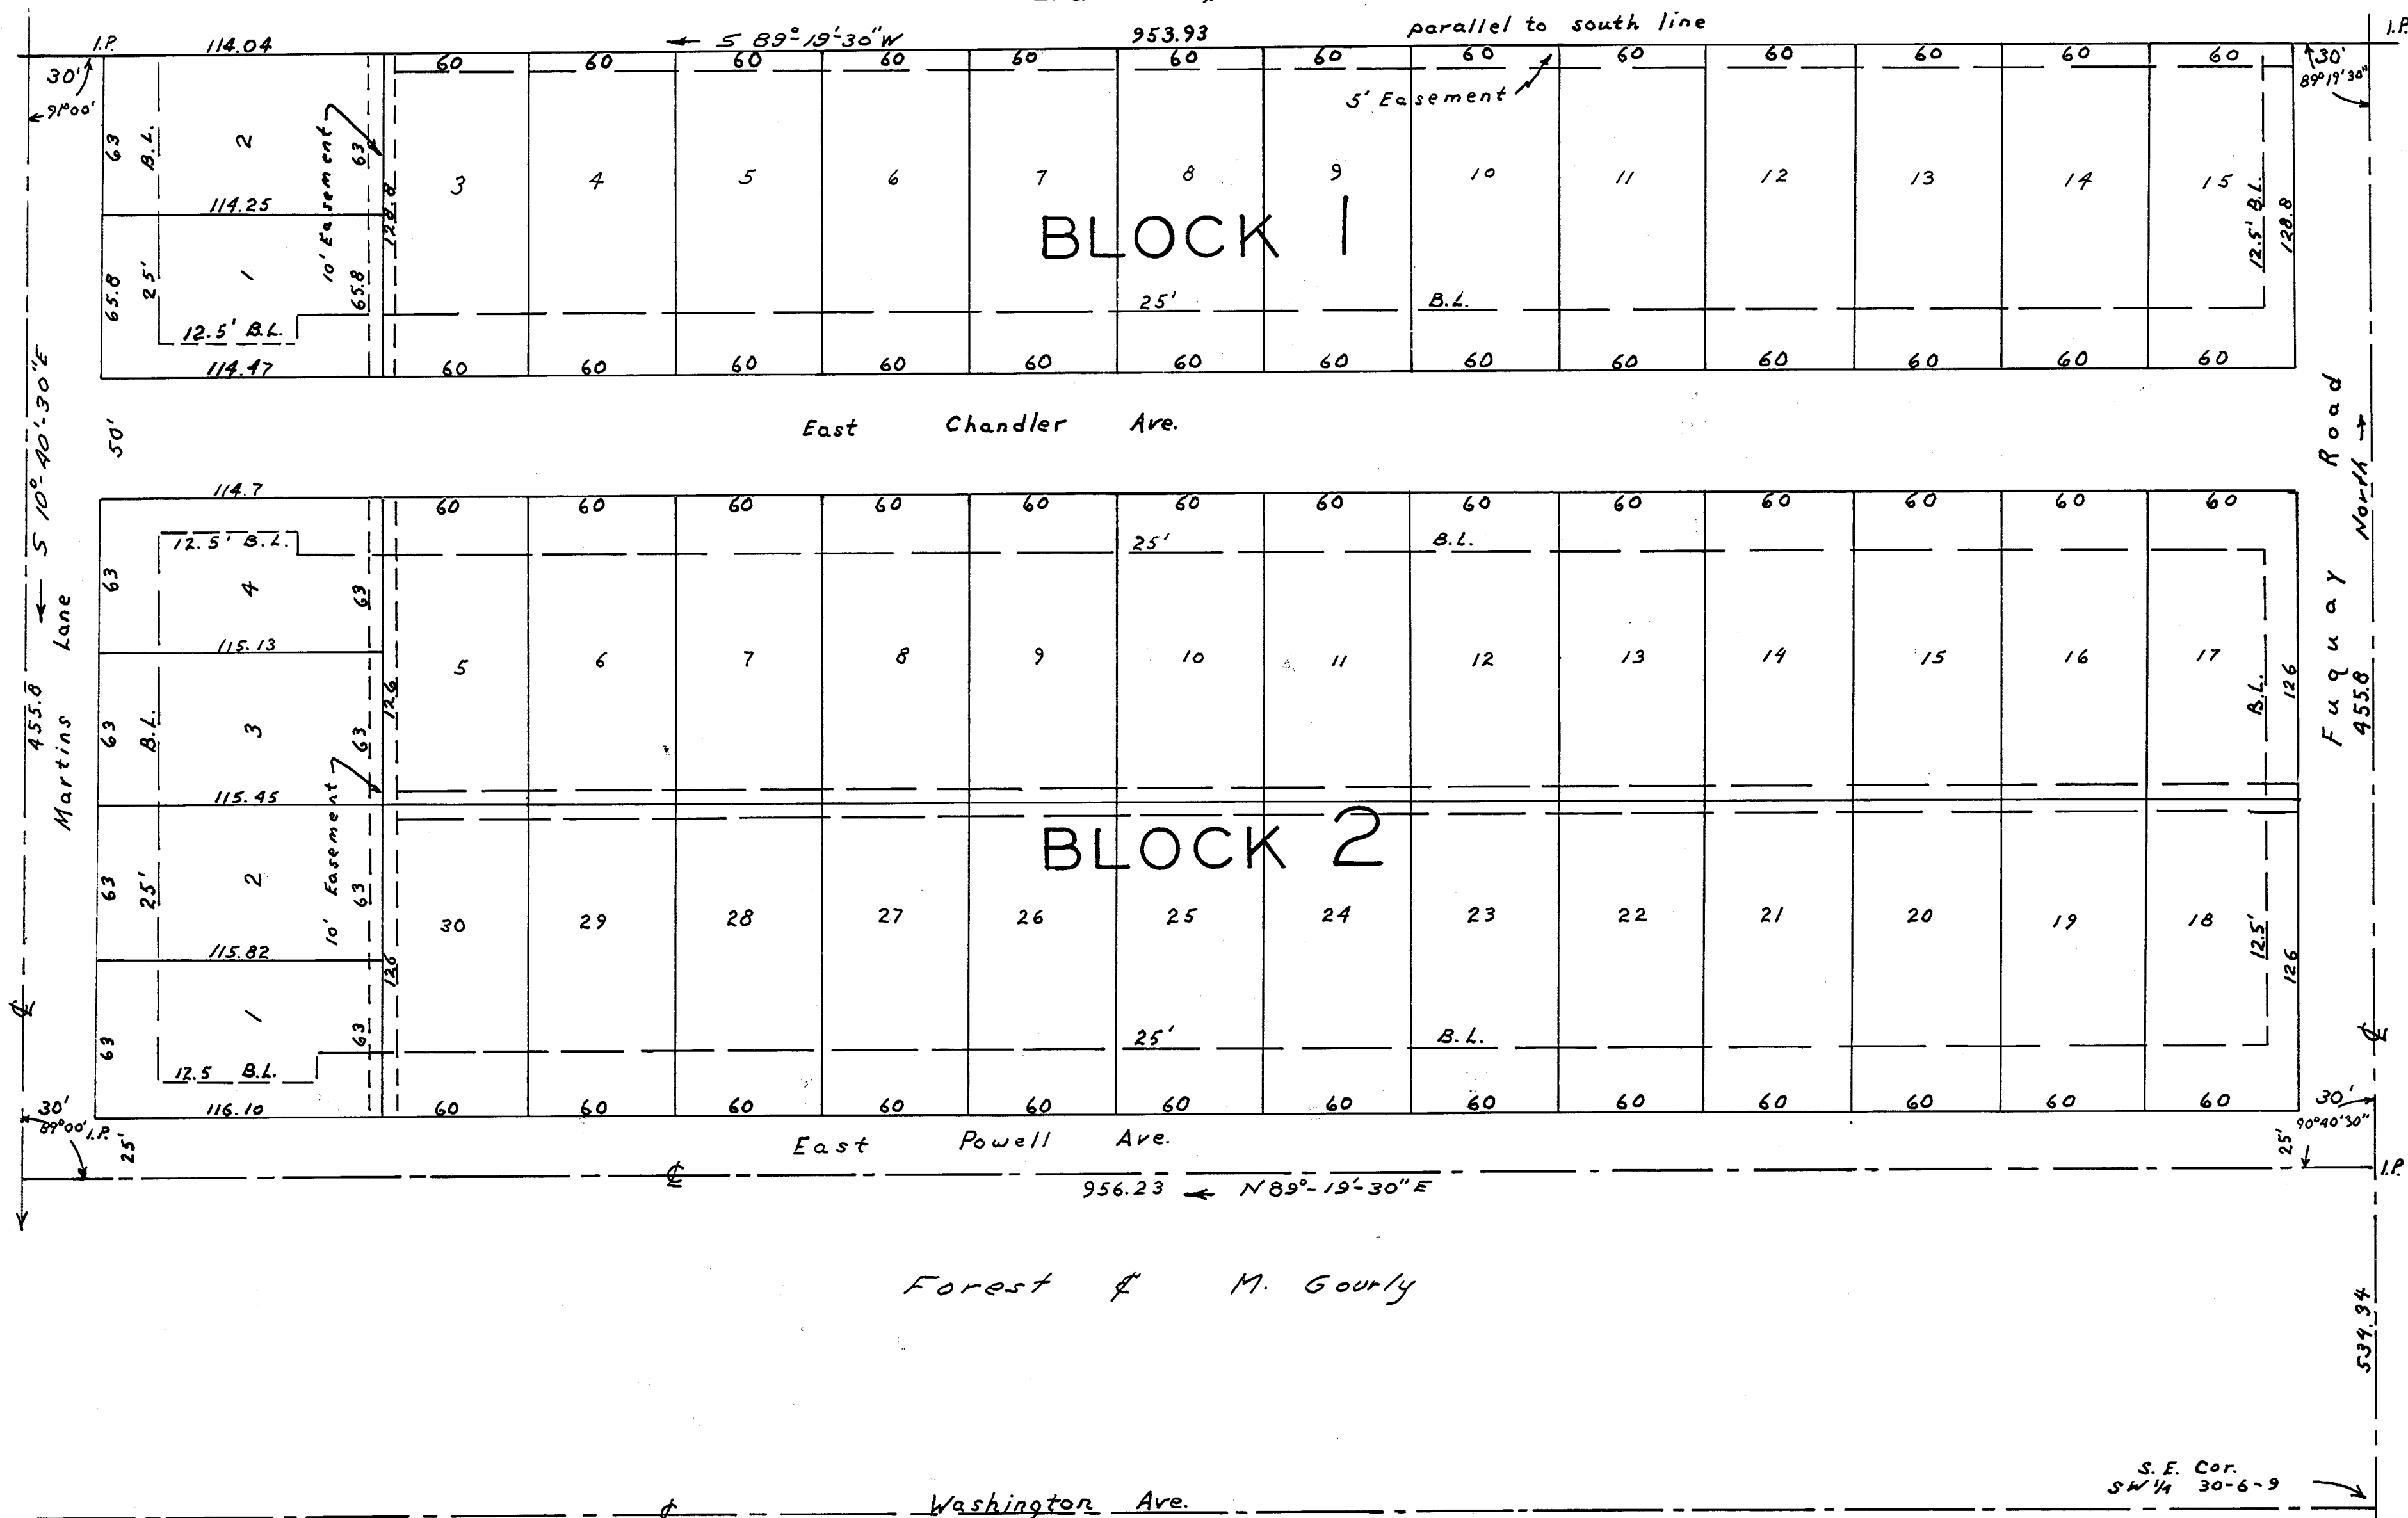 ← S 89°-19'-30"W 953.93 parallel to south line
I.P. 114.04 I.P.
60 60 60 60 60 60 60 60 60 60 60 60 60
30' 30'
91°00' 89°19'30"
5' Easement
63 B.L. 2 10' Easement 63 128.8
3 4 5 6 7 8 9 10 11 12 13 14 15
12.5' B.L. 128.8
114.25
BLOCK 1
65.8 25' 1 65.8
25' B.L.
12.5' B.L.
114.47
60 60 60 60 60 60 60 60 60 60 60 60 60
East Chandler Ave.
50'
← S 10°-40'-30"E
455.8
Martins Lane
Fuquay Road
North →
455.8
114.7
60 60 60 60 60 60 60 60 60 60 60 60 60
12.5' B.L. 25' B.L.
63 4 63
115.13
5 6 7 8 9 10 11 12 13 14 15 16 17
126 B.L. 126
63 B.L. 3 63
10' Easement
115.45
BLOCK 2
63 25' 2 63
30 29 28 27 26 25 24 23 22 21 20 19 18
115.82
126 12.5' 126
63 1 63
25' B.L.
12.5 B.L.
116.10
60 60 60 60 60 60 60 60 60 60 60 60 60
30' 30'
89°00' I.P. 90°40'30"
25' East Powell Ave. 25'
I.P.
956.23 ← N 89°-19'-30"E
Forest & M. Gourly
534.34
S. E. Cor.
SW 1/4 30-6-9
Washington Ave.